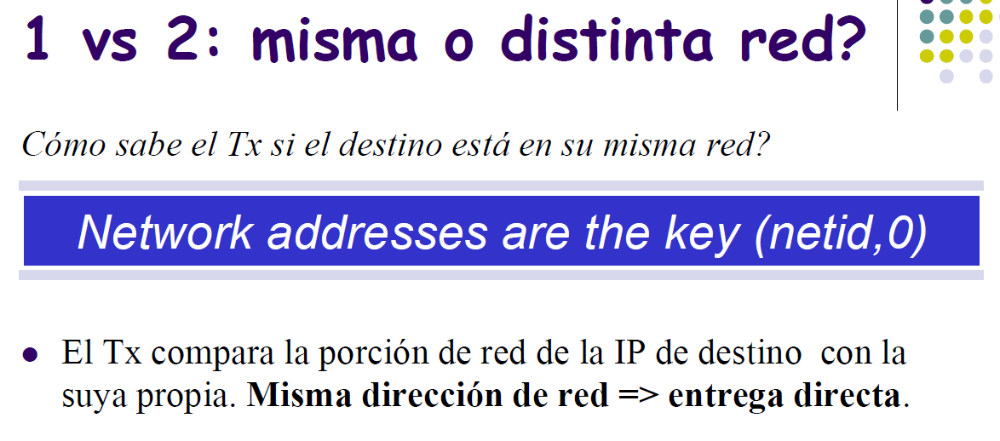 1 vs 2: misma o distinta red?
Cómo sabe el Tx si el destino está en su misma red?
Network addresses are the key (netid,0)
El Tx compara la porción de red de la IP de destino con la
suya propia. Misma dirección de red => entrega directa.